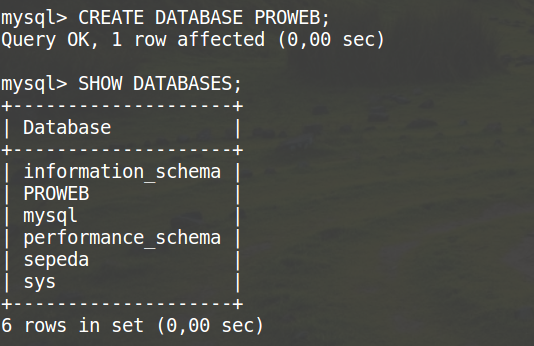 mysql> CREATE DATABASE PROWEB;
Query OK, 1 row affected (0,00 sec)

mysql> SHOW DATABASES;
+--------------------+
| Database           |
+--------------------+
| information_schema |
| PROWEB             |
| mysql              |
| performance_schema |
| sepeda             |
| sys                |
+--------------------+
6 rows in set (0,00 sec)